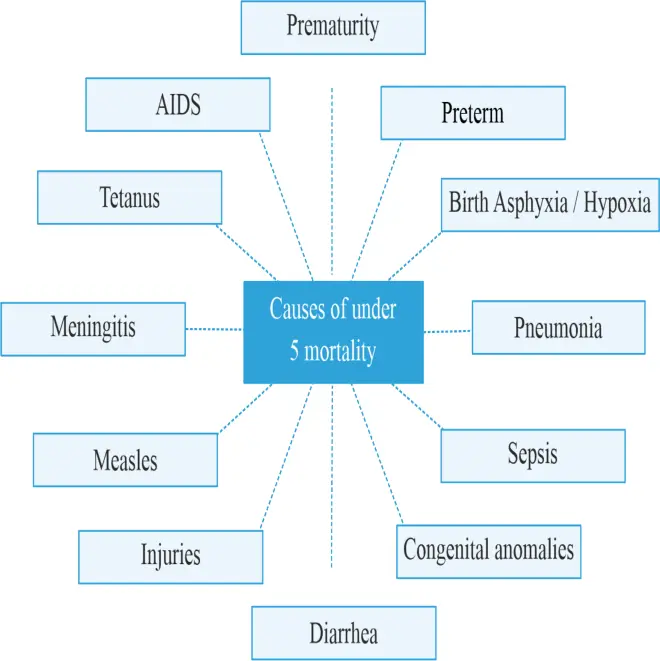 Prematurity
AIDS
Preterm
Tetanus
Birth Asphyxia / Hypoxia
Causes of under
5 mortality
Meningitis
Pneumonia
Measles
Sepsis
Injuries
Congenital anomalies
Diarrhea